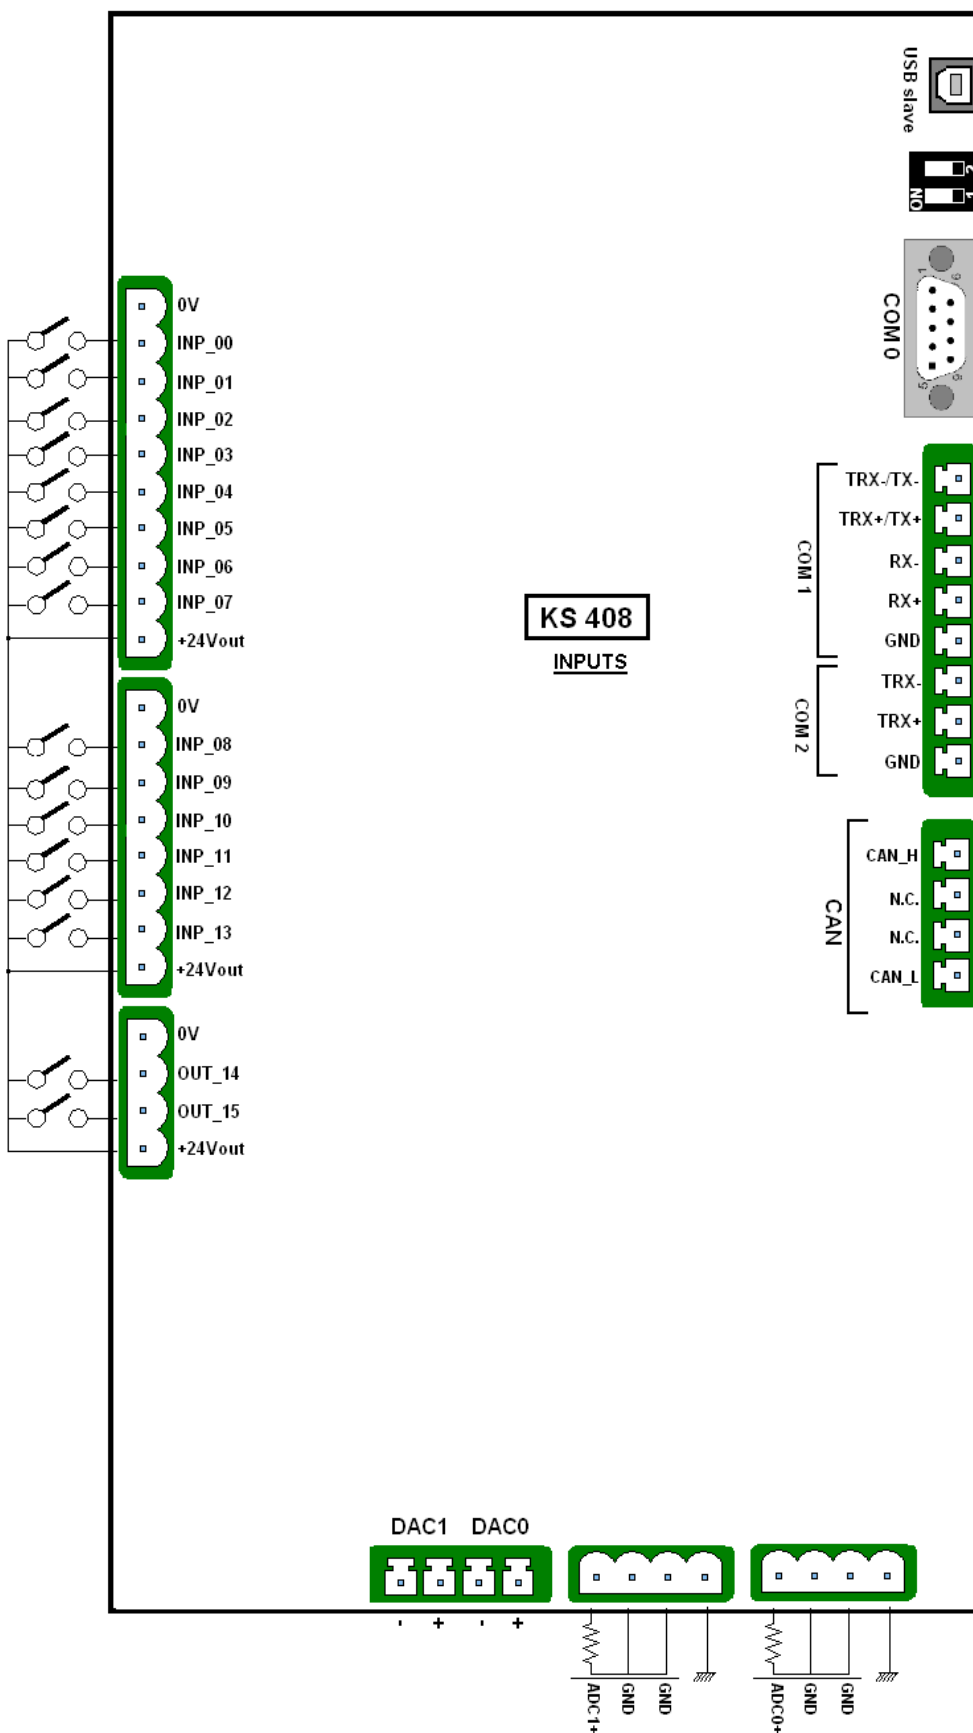 USB slave
2
1
ON
COM 0
1
6
5
9
0V
INP_00
INP_01
INP_02
INP_03
INP_04
INP_05
INP_06
INP_07
+24Vout
0V
INP_08
INP_09
INP_10
INP_11
INP_12
INP_13
+24Vout
0V
OUT_14
OUT_15
+24Vout
KS 408
INPUTS
COM 1
TRX-/TX-
TRX+/TX+
RX-
RX+
GND
COM 2
TRX-
TRX+
GND
CAN
CAN_H
N.C.
N.C.
CAN_L
DAC1 DAC0
- + - +
ADC1+
GND
GND
ADC0+
GND
GND